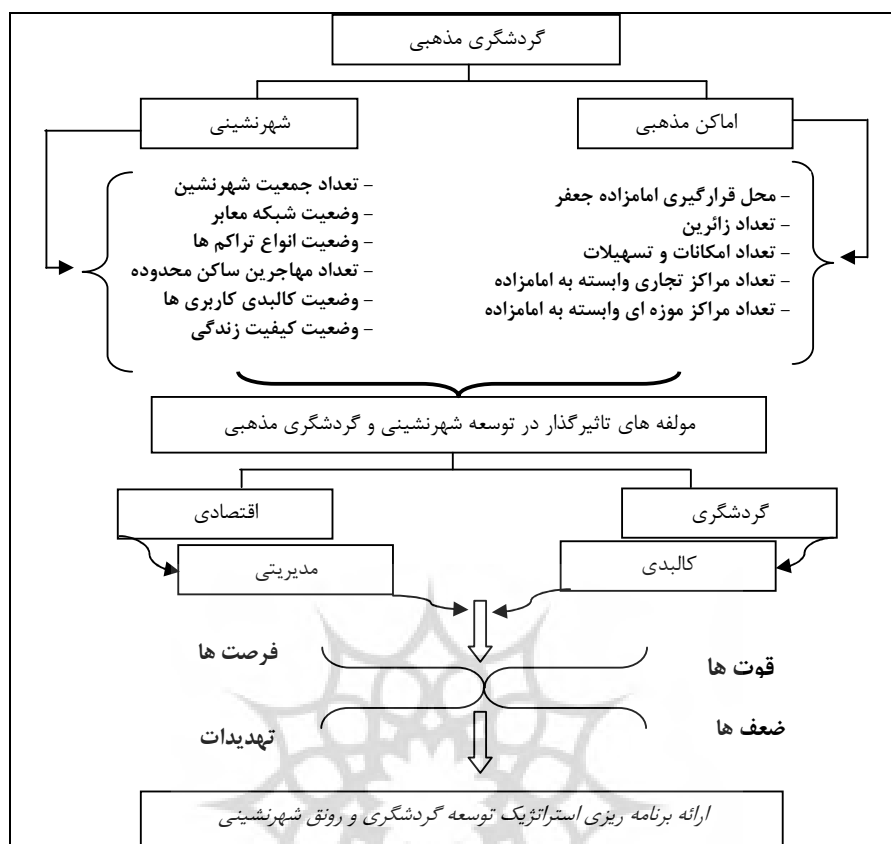 گردشگری مذهبی
اماکن مذهبی
شهرنشینی
- محل قرارگیری امامزاده جعفر
- تعداد زائرین
- تعداد امکانات و تسهیلات
- تعداد مراکز تجاری وابسته به امامزاده
- تعداد مراکز موزه ای وابسته به امامزاده
- تعداد جمعیت شهرنشین
- وضعیت شبکه معابر
- وضعیت انواع تراکم ها
- تعداد مهاجرین ساکن محدوده
- وضعیت کالبدی کاربری ها
- وضعیت کیفیت زندگی
مولفه های تاثیرگذار در توسعه شهرنشینی و گردشگری مذهبی
گردشگری
اقتصادی
کالبدی
مدیریتی
قوت ها
فرصت ها
ضعف ها
تهدیدات
ارائه برنامه ریزی استراتژیک توسعه گردشگری و رونق شهرنشینی